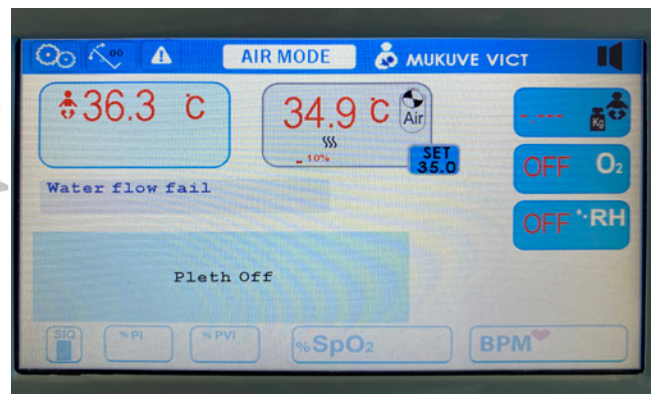 00 AIR MODE MUKUVE VICT
36.3 °C
34.9 °C Air
10%
SET
35.0
-.--- Kg
OFF O₂
Water flow fail
OFF RH
Pleth Off
SIQ %PI %PVI %SpO₂ BPM